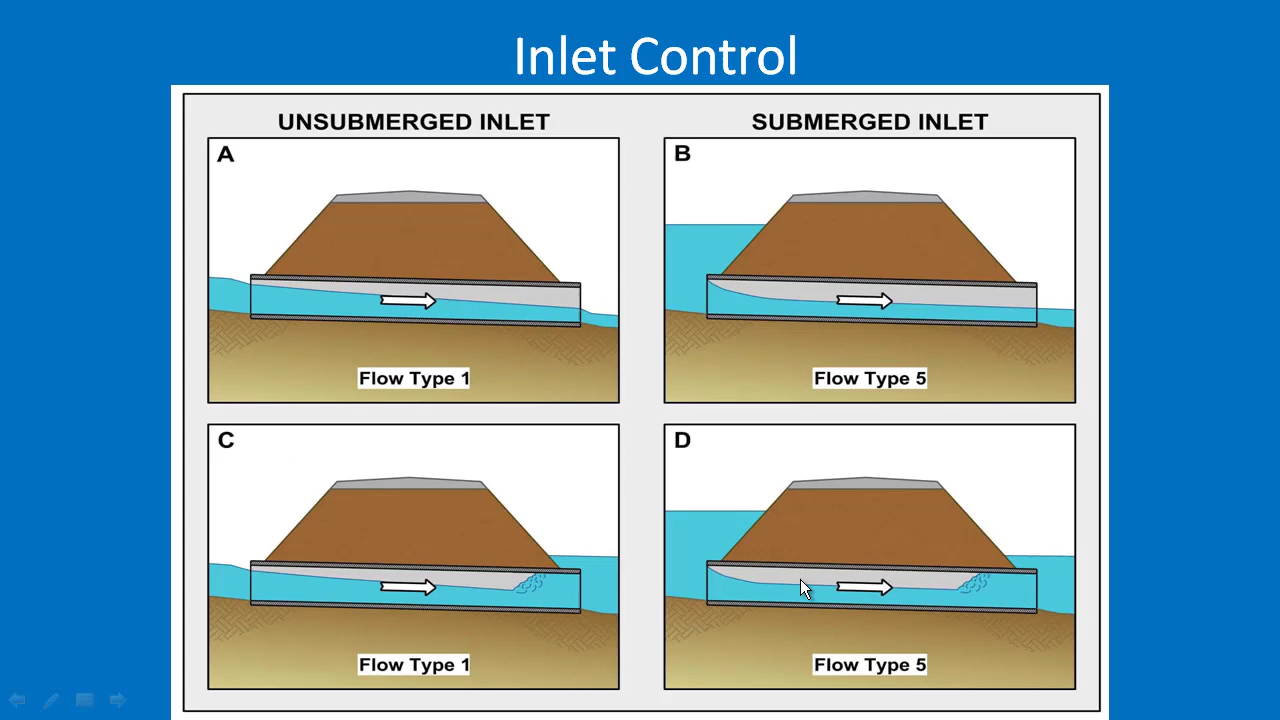 Inlet Control
UNSUBMERGED INLET
SUBMERGED INLET
A
B
Flow Type 1
Flow Type 5
C
D
Flow Type 1
Flow Type 5